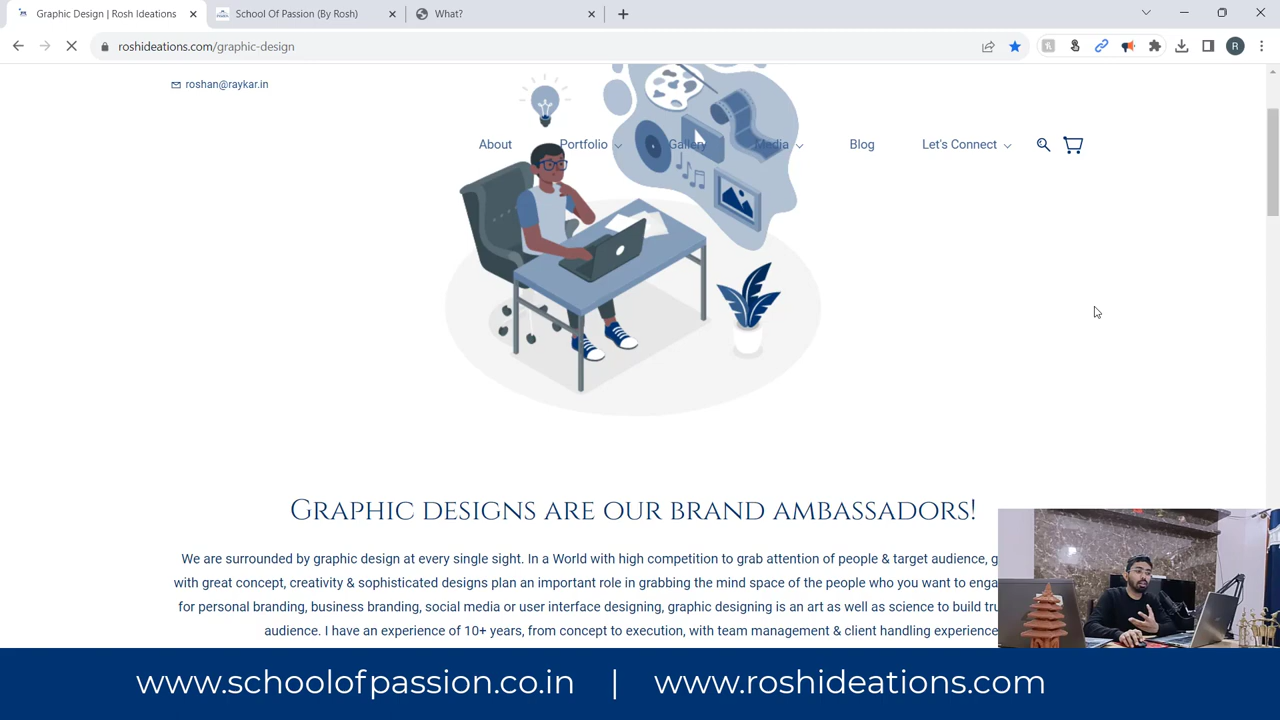 Graphic Design | Rosh Ideations
School Of Passion (By Rosh)
What?
roshideations.com/graphic-design
R
roshan@raykar.in
About Portfolio Gallery Media Blog Let's Connect
Graphic designs are our brand ambassadors!
We are surrounded by graphic design at every single sight. In a World with high competition to grab attention of people & target audience,
with great concept, creativity & sophisticated designs plan an important role in grabbing the mind space of the people who you want to
for personal branding, business branding, social media or user interface designing, graphic designing is an art as well as science to build
audience. I have an experience of 10+ years, from concept to execution, with team management & client handling experience
www.schoolofpassion.co.in | www.roshideations.com